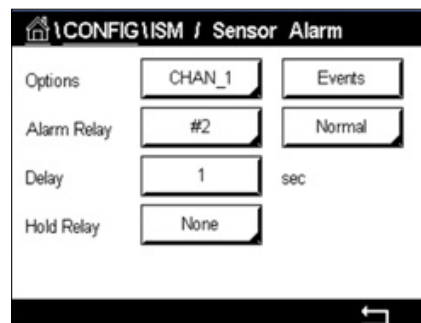 \CONFIG\ISM / Sensor Alarm
Options CHAN_1 Events
Alarm Relay #2 Normal
Delay 1 sec
Hold Relay None